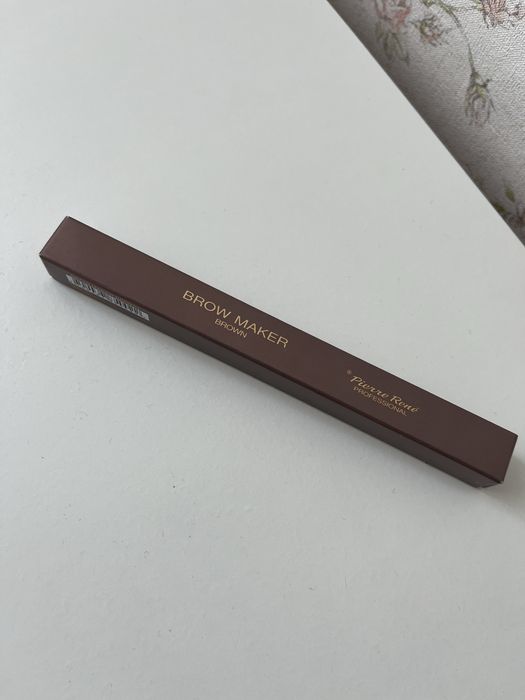 BROW MAKER
BROWN
® Pierre René
PROFESSIONAL